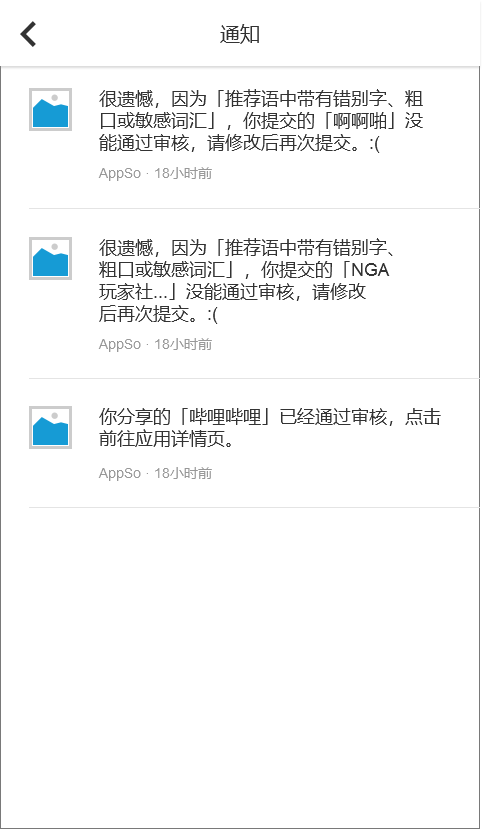 通知
很遗憾，因为「推荐语中带有错别字、粗
口或敏感词汇」，你提交的「啊啊啪」没
能通过审核，请修改后再次提交。:(
AppSo · 18小时前
很遗憾，因为「推荐语中带有错别字、
粗口或敏感词汇」，你提交的「NGA
玩家社...」没能通过审核，请修改
后再次提交。:(
AppSo · 18小时前
你分享的「哔哩哔哩」已经通过审核，点击
前往应用详情页。
AppSo · 18小时前